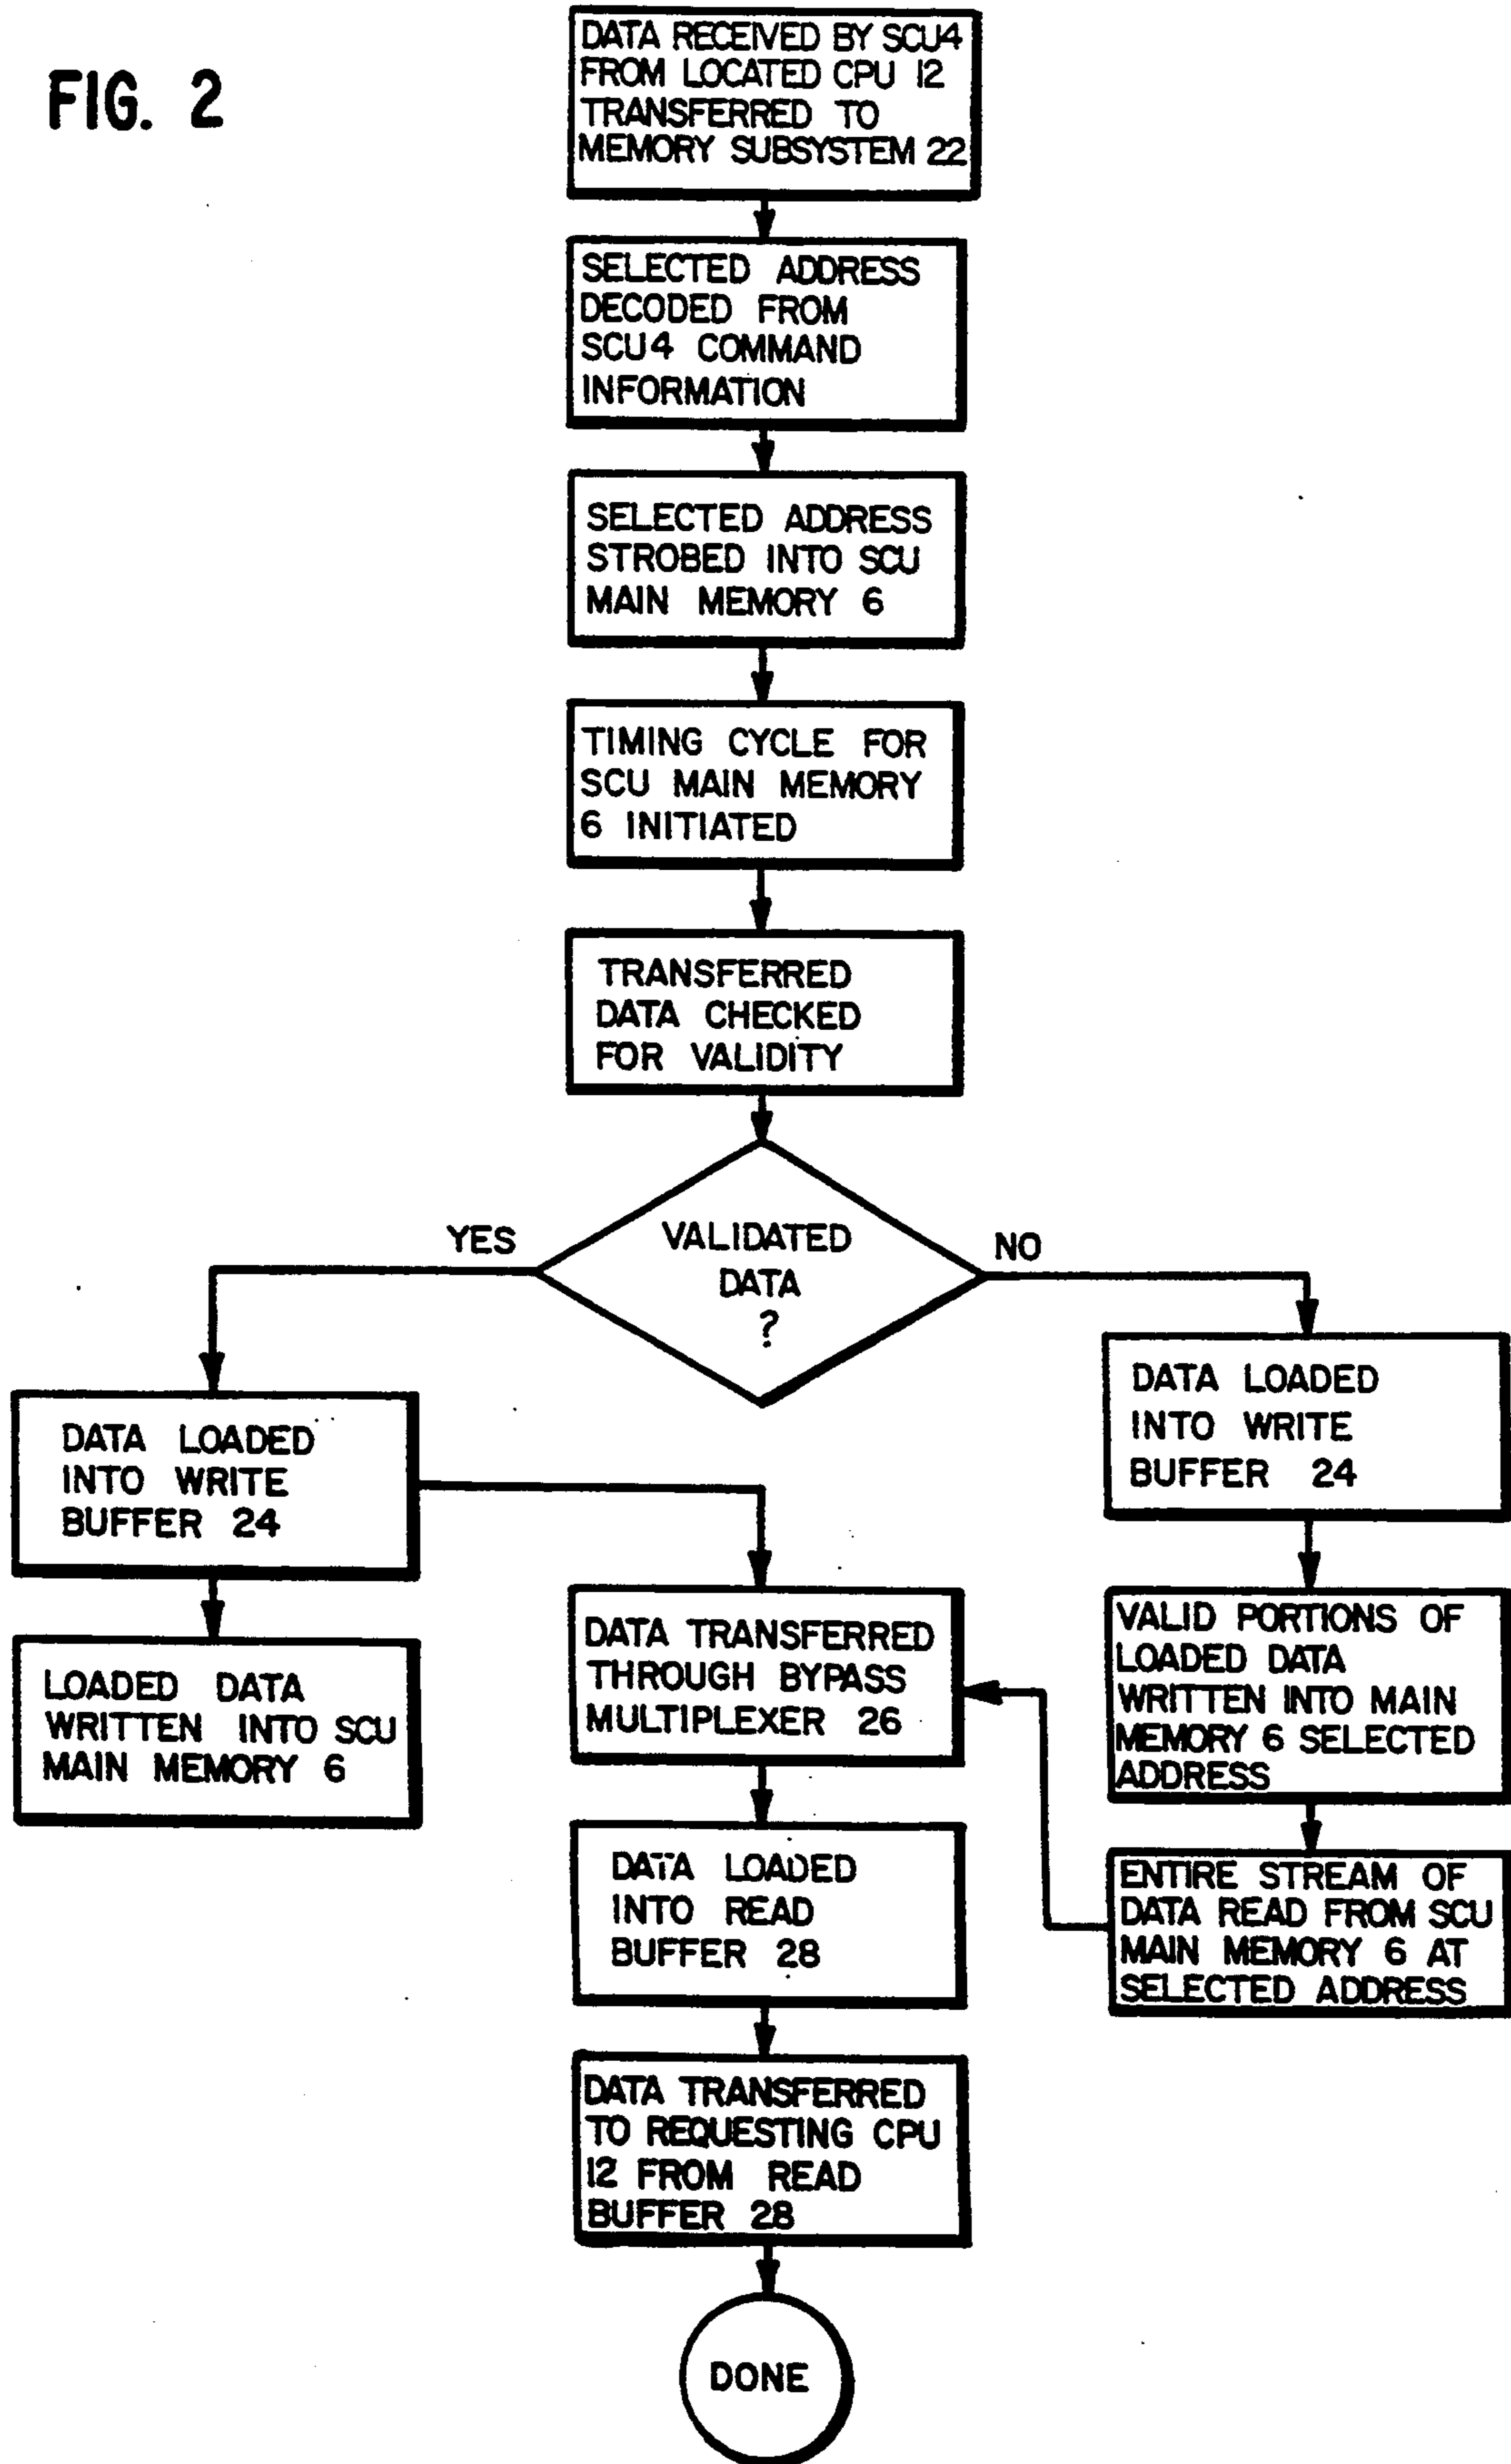 FIG. 2
DATA RECEIVED BY SCU4
FROM LOCATED CPU 12
TRANSFERRED TO
MEMORY SUBSYSTEM 22
SELECTED ADDRESS
DECODED FROM
SCU4 COMMAND
INFORMATION
SELECTED ADDRESS
STROBED INTO SCU
MAIN MEMORY 6
TIMING CYCLE FOR
SCU MAIN MEMORY
6 INITIATED
TRANSFERRED
DATA CHECKED
FOR VALIDITY
VALIDATED
DATA
?
YES
NO
DATA LOADED
INTO WRITE
BUFFER 24
LOADED DATA
WRITTEN INTO SCU
MAIN MEMORY 6
DATA TRANSFERRED
THROUGH BYPASS
MULTIPLEXER 26
DATA LOADED
INTO READ
BUFFER 28
DATA TRANSFERRED
TO REQUESTING CPU
12 FROM READ
BUFFER 28
DONE
DATA LOADED
INTO WRITE
BUFFER 24
VALID PORTIONS OF
LOADED DATA
WRITTEN INTO MAIN
MEMORY 6 SELECTED
ADDRESS
ENTIRE STREAM OF
DATA READ FROM SCU
MAIN MEMORY 6 AT
SELECTED ADDRESS